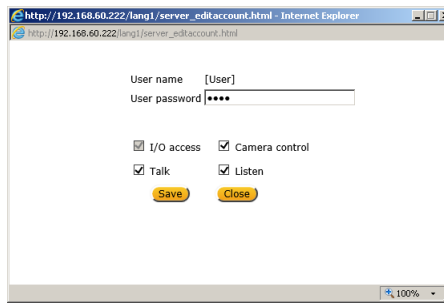 http://192.168.60.222/lang1/server_editaccount.html - Internet Explorer
http://192.168.60.222/lang1/server_editaccount.html
User name [User]
User password ••••
I/O access Camera control
Talk Listen
Save Close
100%